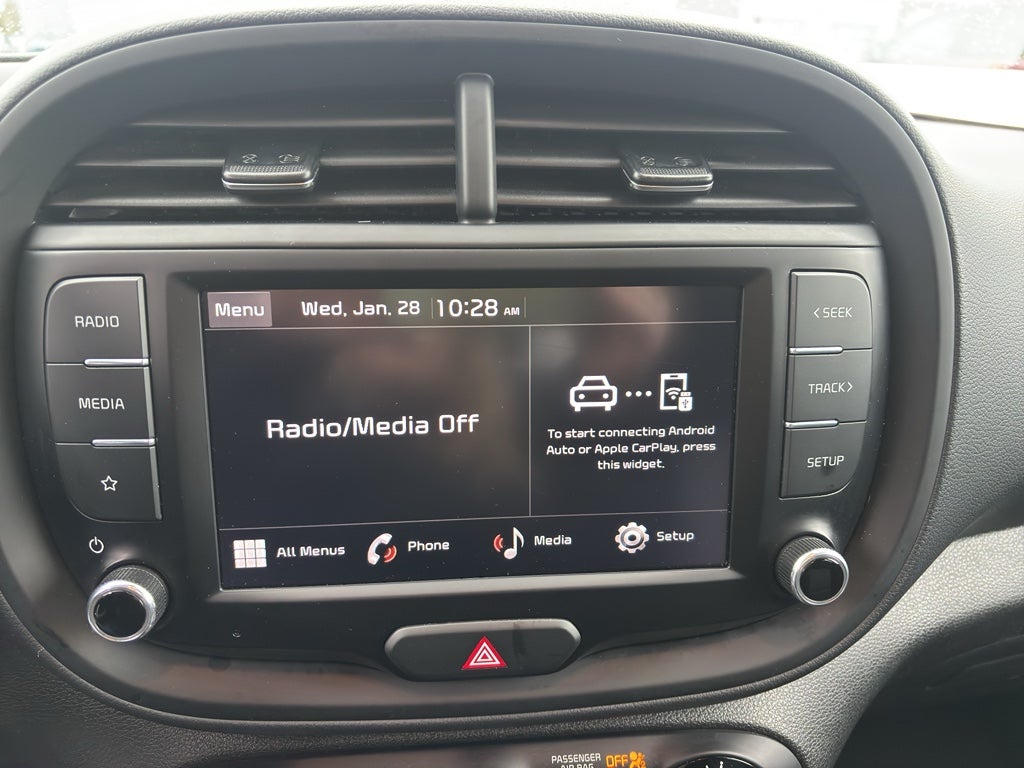 Menu Wed, Jan. 28 10:28 AM
RADIO
MEDIA
Radio/Media Off
To start connecting Android
Auto or Apple CarPlay, press
this widget.
< SEEK
TRACK >
SETUP
All Menus Phone Media Setup
PASSENGER
AIR BAG
OFF